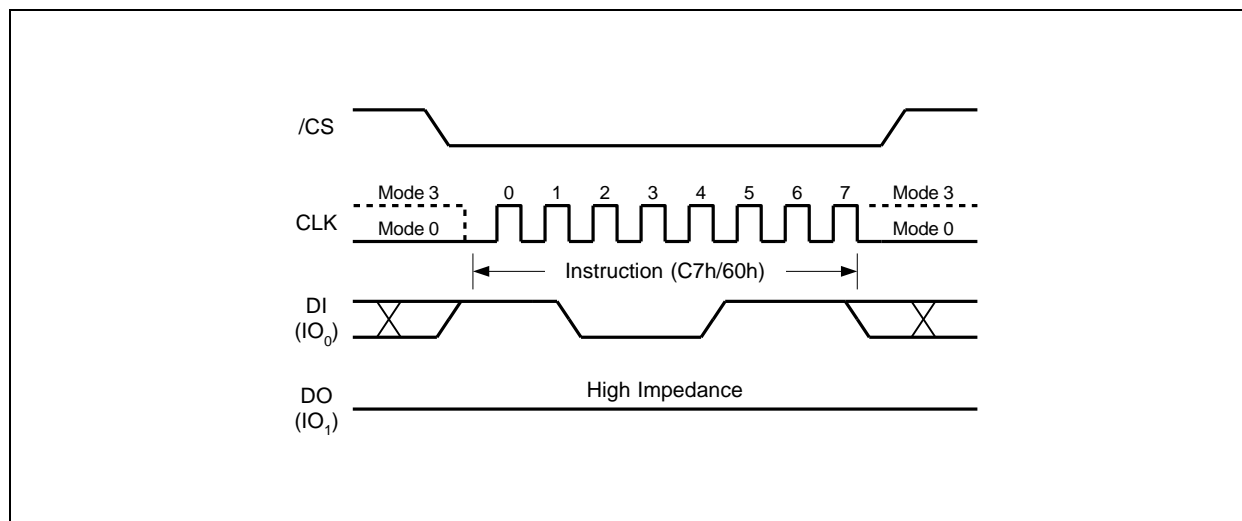 /CS
Mode 3 0 1 2 3 4 5 6 7 Mode 3
CLK
Mode 0 Mode 0
Instruction (C7h/60h)
DI
(IO0)
High Impedance
DO
(IO1)